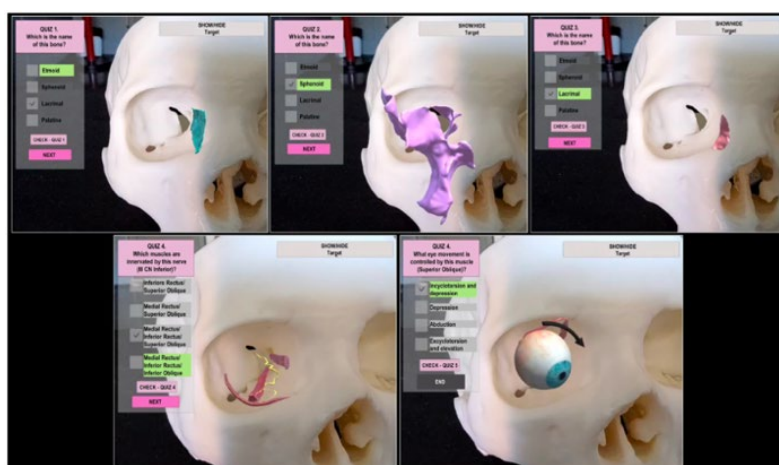 QUIZ 1.
Which is the name
of this bone?
Etmoid
Sphenoid
Lacrimal
Palatine
CHECK - QUIZ 1
NEXT
SHOW/HIDE
Target
QUIZ 2.
Which is the name
of this bone?
Etmoid
Sphenoid
Lacrimal
Palatine
CHECK - QUIZ 2
NEXT
SHOW/HIDE
Target
QUIZ 3.
Which is the name
of this bone?
Etmoid
Sphenoid
Lacrimal
Palatine
CHECK - QUIZ 3
NEXT
SHOW/HIDE
Target
QUIZ 4.
Which muscles are
innervated by this nerve
(III CN inferior)?
Inferiore Rectus/
Superior Oblique
Medial Rectus/
Superior Oblique
Medial Rectus/
Inferior Rectus/
Superior Oblique
Medial Rectus/
Inferior Rectus/
Inferior Oblique
CHECK - QUIZ 4
NEXT
SHOW/HIDE
Target
QUIZ 4.
What eye movement is
controlled by this muscle
(Superior Oblique)?
Incyclotorsion and
depression
Depression
Abduction
Excyclotorsion
and elevation
CHECK - QUIZ 5
END
SHOW/HIDE
Target